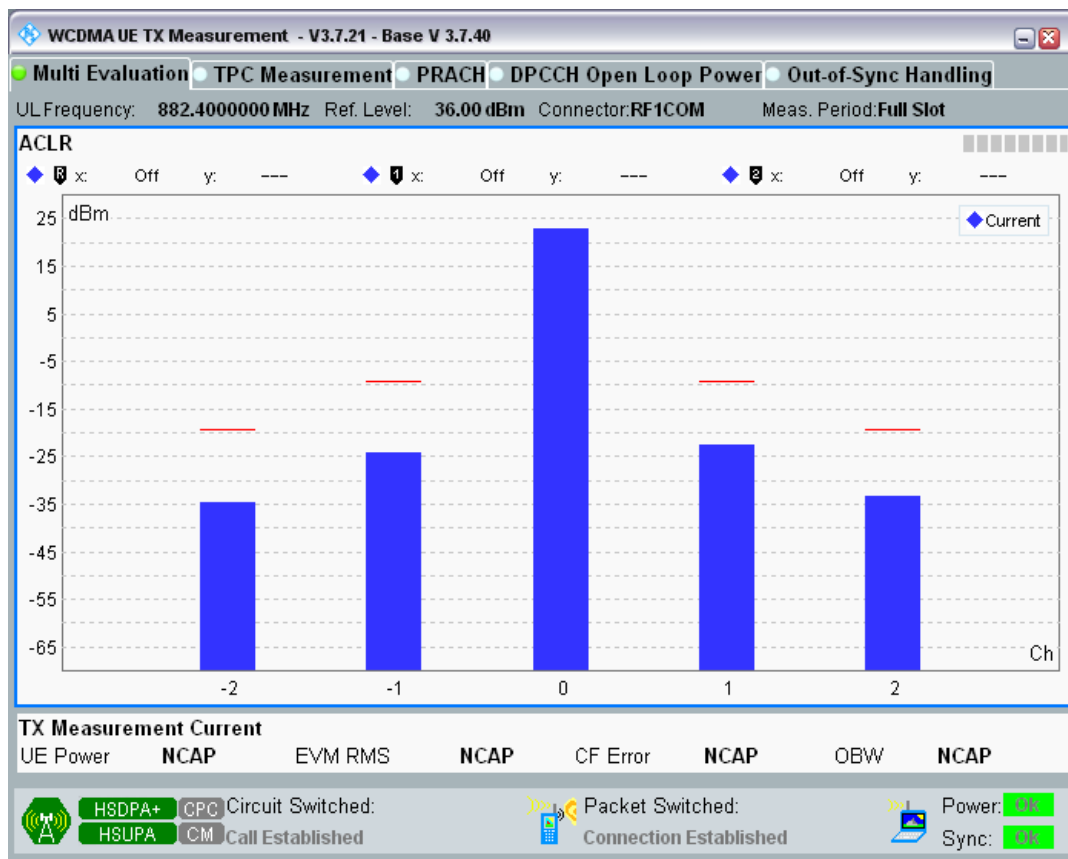 WCDMA UE TX Measurement - V3.7.21 - Base V 3.7.40
Multi Evaluation TPC Measurement PRACH DPCCH Open Loop Power Out-of-Sync Handling
UL Frequency: 882.4000000 MHz Ref. Level: 36.00 dBm Connector:RF1COM Meas. Period:Full Slot
ACLR
R x: Off y: --- 1 x: Off y: --- 2 x: Off y: ---
dBm
Current
25
15
5
-5
-15
-25
-35
-45
-55
-65
Ch
-2 -1 0 1 2
TX Measurement Current
UE Power NCAP EVM RMS NCAP CF Error NCAP OBW NCAP
HSDPA+ CPC Circuit Switched: Packet Switched: Power: OK
HSUPA CM Call Established Connection Established Sync: OK